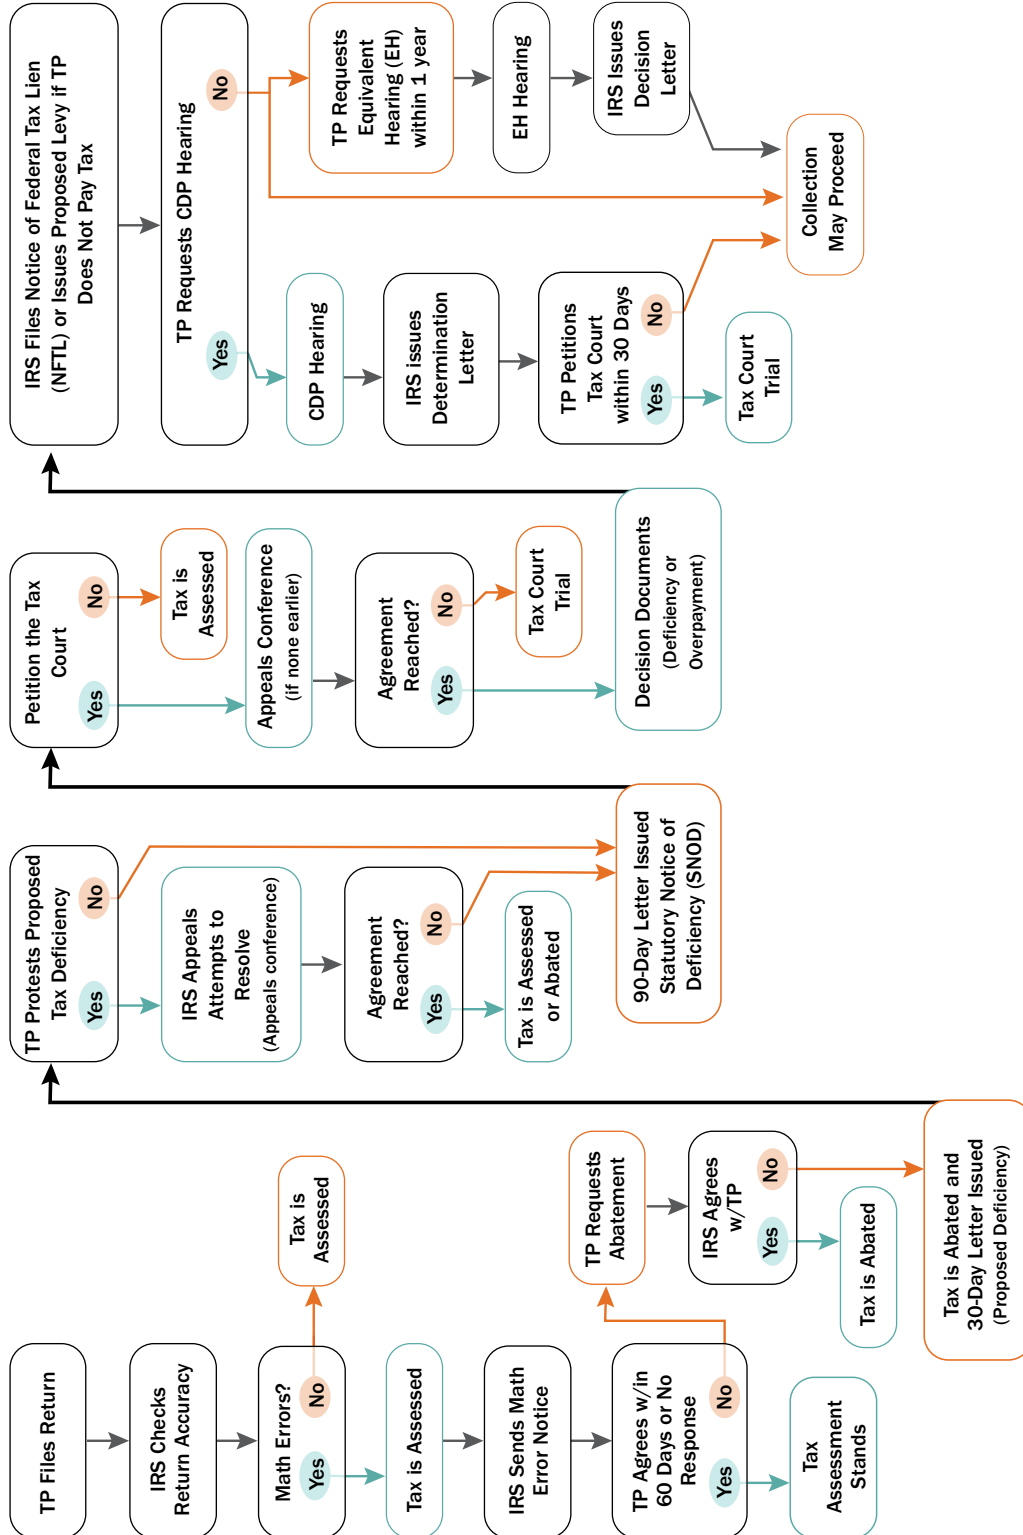 TP Files Return
IRS Checks
Return Accuracy
Math Errors?
Yes
No
Tax is
Assessed
Tax is Assessed
IRS Sends Math
Error Notice
TP Agrees w/in
60 Days or No
Response
Yes
No
Tax
Assessment
Stands
TP Requests
Abatement
IRS Agrees
w/TP
Yes
No
Tax is Abated
Tax is Abated and
30-Day Letter Issued
(Proposed Deficiency)
TP Protests Proposed
Tax Deficiency
Yes
No
IRS Appeals
Attempts to
Resolve
(Appeals conference)
Agreement
Reached?
Yes
No
Tax is Assessed
or Abated
90-Day Letter Issued
Statutory Notice of
Deficiency (SNOD)
Petition the Tax
Court
Yes
No
Tax is
Assessed
Appeals Conference
(if none earlier)
Agreement
Reached?
Yes
No
Tax Court
Trial
Decision Documents
(Deficiency or
Overpayment)
IRS Files Notice of Federal Tax Lien
(NFTL) or Issues Proposed Levy if TP
Does Not Pay Tax
TP Requests CDP Hearing
Yes
No
CDP Hearing
IRS issues
Determination
Letter
TP Petitions
Tax Court
within 30 Days
Yes
No
Tax Court
Trial
TP Requests
Equivalent
Hearing (EH)
within 1 year
EH Hearing
IRS Issues
Decision
Letter
Collection
May Proceed